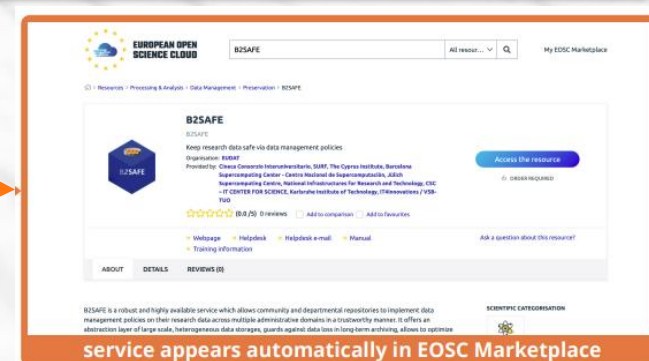 EUROPEAN OPEN
SCIENCE CLOUD
B2SAFE
All resour...
My EOSC Marketplace
Resources > Processing & Analysis > Data Management > Preservation > B2SAFE
B2SAFE
B2SAFE
B2SAFE
Keep research data safe via data management policies
Organisation: EUDAT
Provided by: Cineca Consorzio Interuniversitario, SURF, The Cyprus Institute, Barcelona
Supercomputing Center - Centro Nacional de Supercomputación, Jülich
Supercomputing Centre, National Infrastructures for Research and Technology, CSC
– IT CENTER FOR SCIENCE, Karlsruhe Institute of Technology, IT4Innovations / VSB-
TUO
(0.0 /5) 0 reviews Add to comparison Add to favourites
Access the resource
ORDER REQUIRED
Webpage Helpdesk Helpdesk e-mail Manual
Training information
Ask a question about this resource?
ABOUT DETAILS REVIEWS (0)
B2SAFE is a robust and highly available service which allows community and departmental repositories to implement data
management policies on their research data across multiple administrative domains in a trustworthy manner. It offers an
abstraction layer of large scale, heterogeneous data storages, guards against data loss in long-term archiving, allows to optimize
SCIENTIFIC CATEGORISATION
service appears automatically in EOSC Marketplace